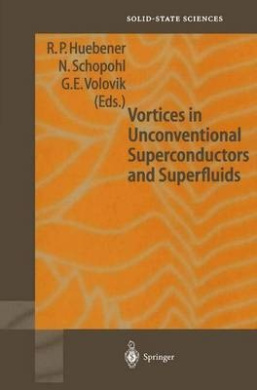 SOLID-STATE SCIENCES
R. P. Huebener
N. Schopohl
G. E. Volovik
(Eds.)
Vortices in
Unconventional
Superconductors
and Superfluids
Springer